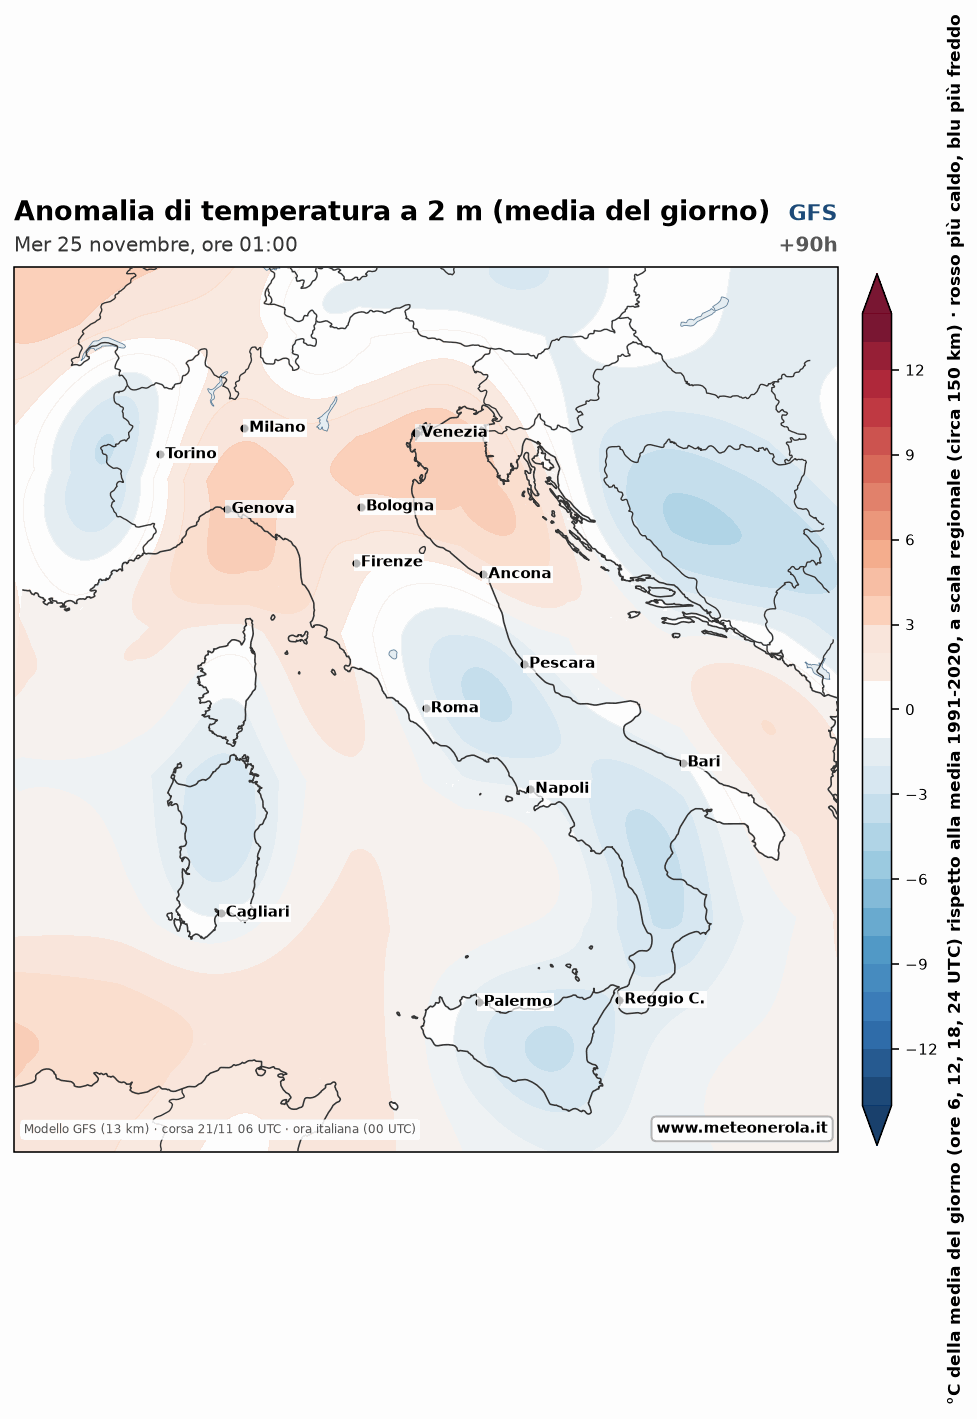 Anomalia di temperatura a 2 m (media del giorno) GFS
Mer 25 novembre, ore 01:00 +90h
Venezia
Milano
Torino
Bologna
Genova
Firenze
Ancona
Pescara
Roma
Bari
Napoli
Cagliari
Reggio C.
Palermo
Modello GFS (13 km) · corsa 21/11 06 UTC · ora italiana (00 UTC)
www.meteonerola.it
12
9
6
3
0
−3
−6
−9
−12
°C della media del giorno (ore 6, 12, 18, 24 UTC) rispetto alla media 1991-2020, a scala regionale (circa 150 km) · rosso più caldo, blu più freddo